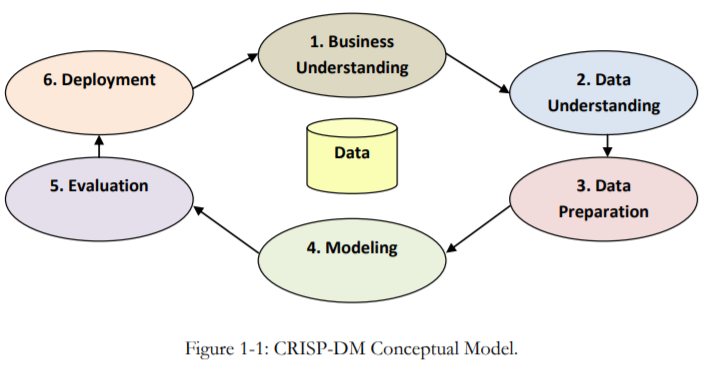 1. Business
Understanding
2. Data
Understanding
3. Data
Preparation
4. Modeling
5. Evaluation
6. Deployment
Data
Figure 1-1: CRISP-DM Conceptual Model.